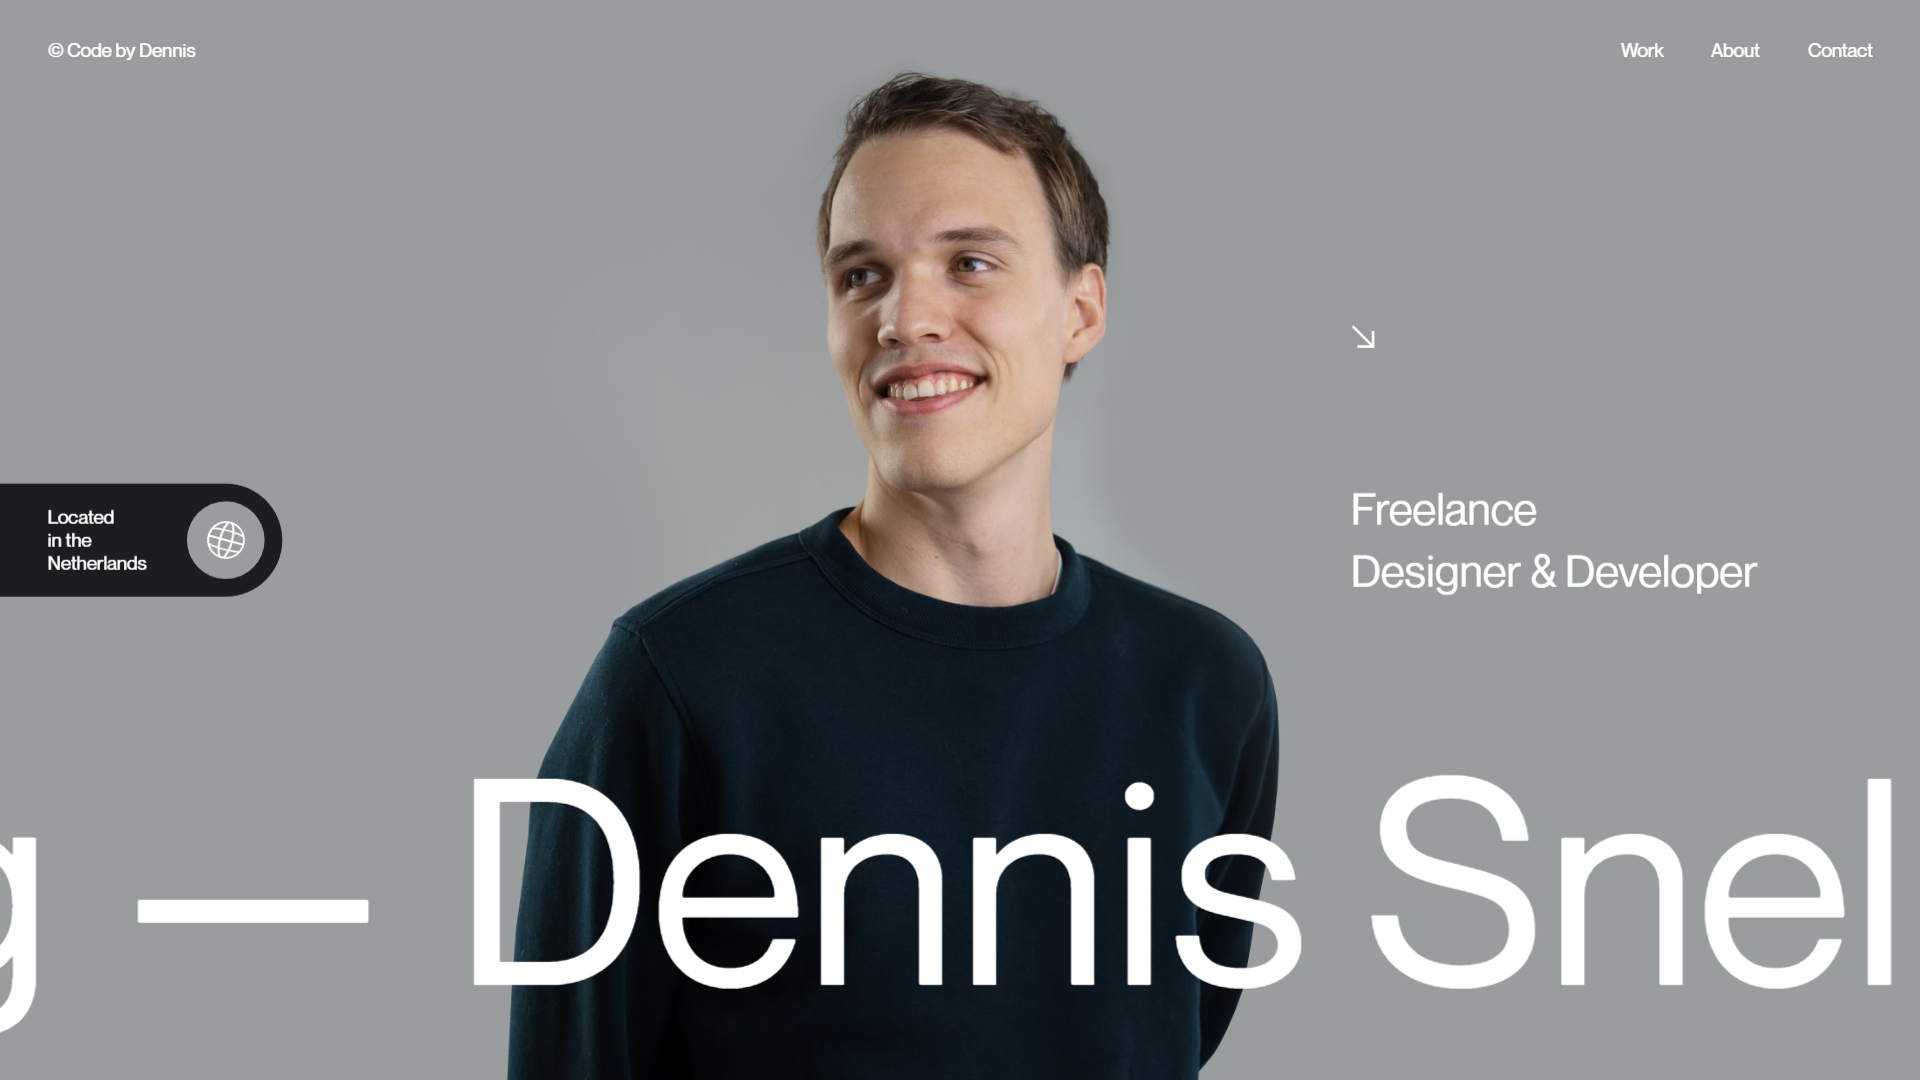 © Code by Dennis
Work
About
Contact
Located
in the
Netherlands
Freelance
Designer & Developer
g — Dennis Snel